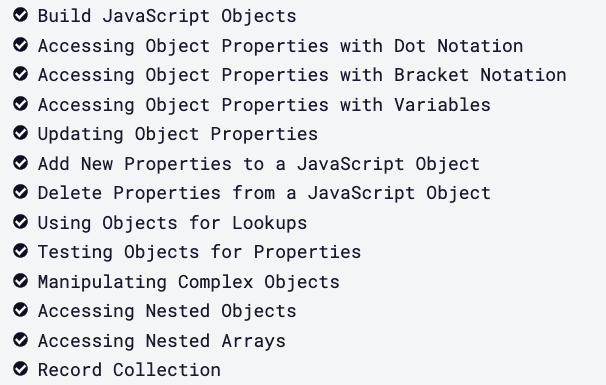 Build JavaScript Objects
Accessing Object Properties with Dot Notation
Accessing Object Properties with Bracket Notation
Accessing Object Properties with Variables
Updating Object Properties
Add New Properties to a JavaScript Object
Delete Properties from a JavaScript Object
Using Objects for Lookups
Testing Objects for Properties
Manipulating Complex Objects
Accessing Nested Objects
Accessing Nested Arrays
Record Collection